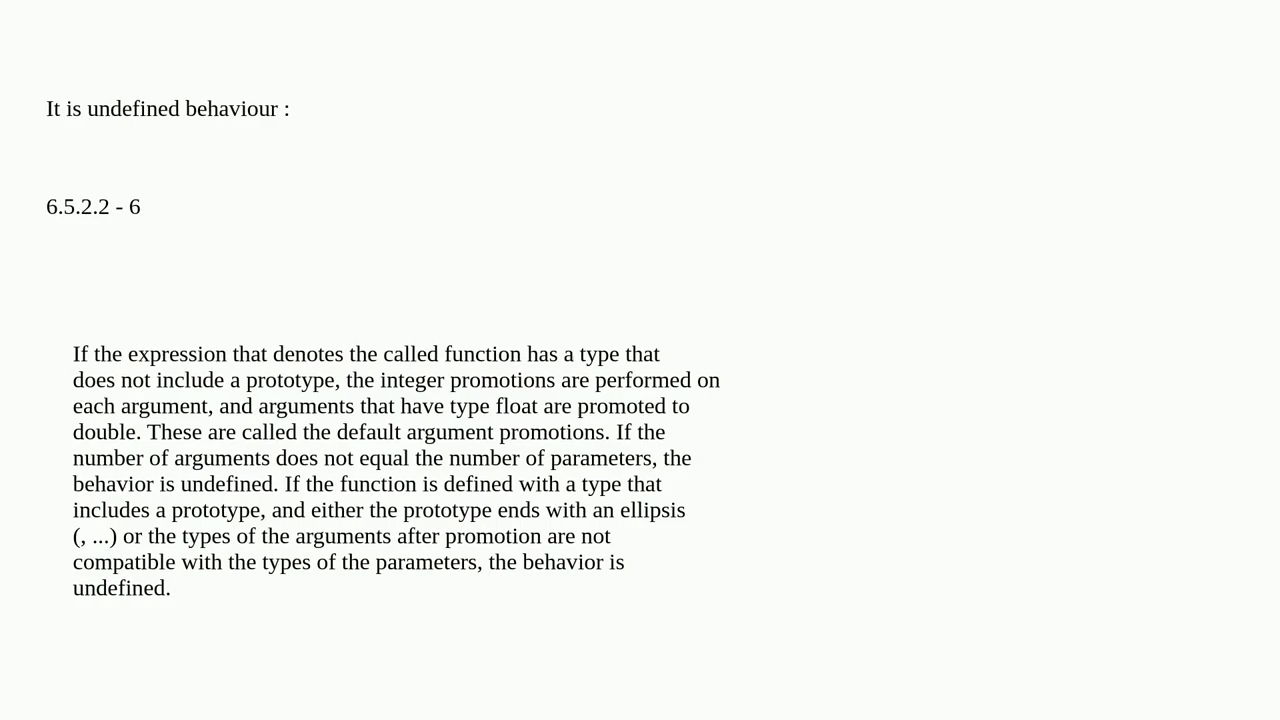 It is undefined behaviour :
6.5.2.2 - 6
If the expression that denotes the called function has a type that
does not include a prototype, the integer promotions are performed on
each argument, and arguments that have type float are promoted to
double. These are called the default argument promotions. If the
number of arguments does not equal the number of parameters, the
behavior is undefined. If the function is defined with a type that
includes a prototype, and either the prototype ends with an ellipsis
(, ...) or the types of the arguments after promotion are not
compatible with the types of the parameters, the behavior is
undefined.